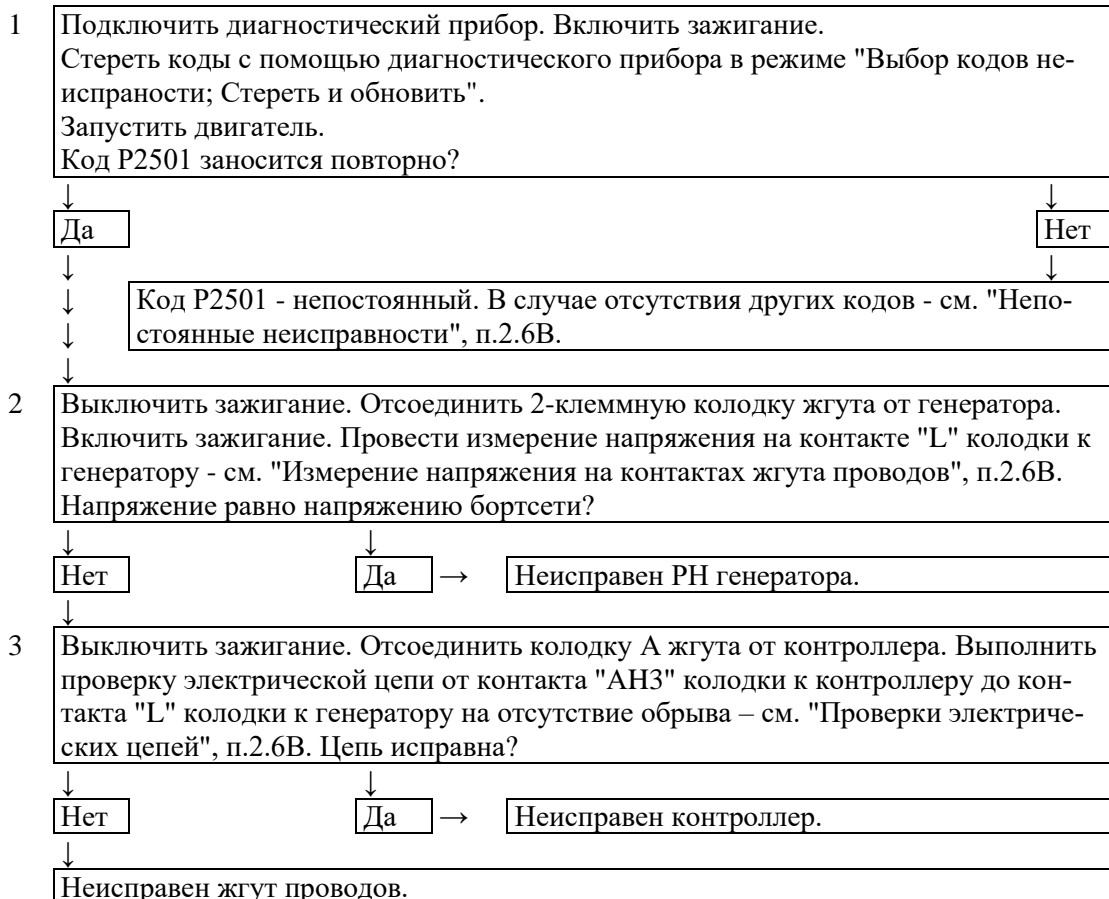 1 Подключить диагностический прибор. Включить зажигание.
Стереть коды с помощью диагностического прибора в режиме "Выбор кодов не-
испраности; Стереть и обновить".
Запустить двигатель.
Код P2501 заносится повторно?
↓ ↓
Да Нет
↓ ↓
↓ Код P2501 - непостоянный. В случае отсутствия других кодов - см. "Непо-
↓ стоянные неисправности", п.2.6В.
↓
2 Выключить зажигание. Отсоединить 2-клеммную колодку жгута от генератора.
Включить зажигание. Провести измерение напряжения на контакте "L" колодки к
генератору - см. "Измерение напряжения на контактах жгута проводов", п.2.6В.
Напряжение равно напряжению бортсети?
↓ ↓
Нет Да → Неисправен РН генератора.
↓
3 Выключить зажигание. Отсоединить колодку А жгута от контроллера. Выполнить
проверку электрической цепи от контакта "АН3" колодки к контроллеру до кон-
такта "L" колодки к генератору на отсутствие обрыва – см. "Проверки электриче-
ских цепей", п.2.6В. Цепь исправна?
↓ ↓
Нет Да → Неисправен контроллер.
↓
Неисправен жгут проводов.